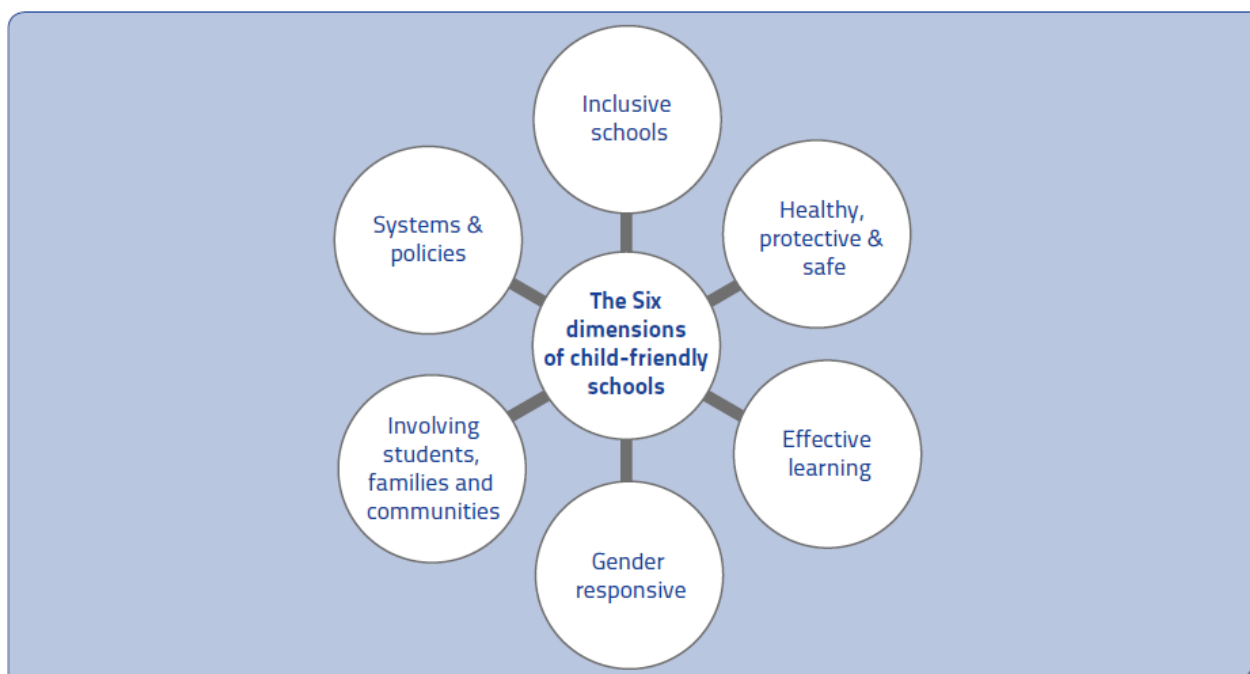 Inclusive
schools
Healthy,
protective &
safe
Systems &
policies
The Six
dimensions
of child-friendly
schools
Involving
students,
families and
communities
Effective
learning
Gender
responsive